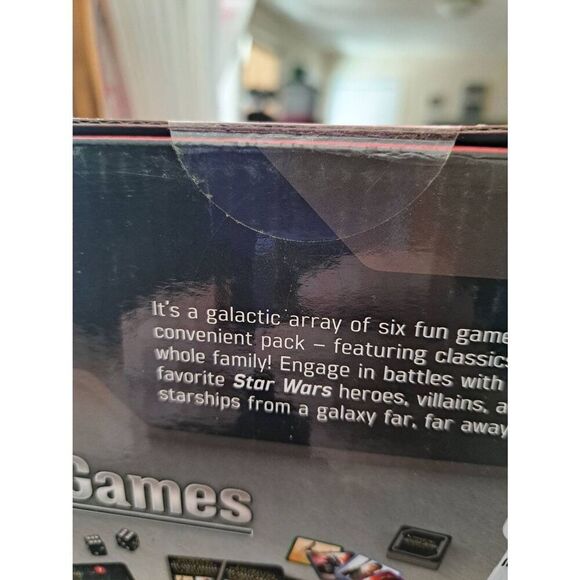 It's a galactic array of six fun game
convenient pack – featuring classics
whole family! Engage in battles with
favorite Star Wars heroes, villains, a
starships from a galaxy far, far away
Games